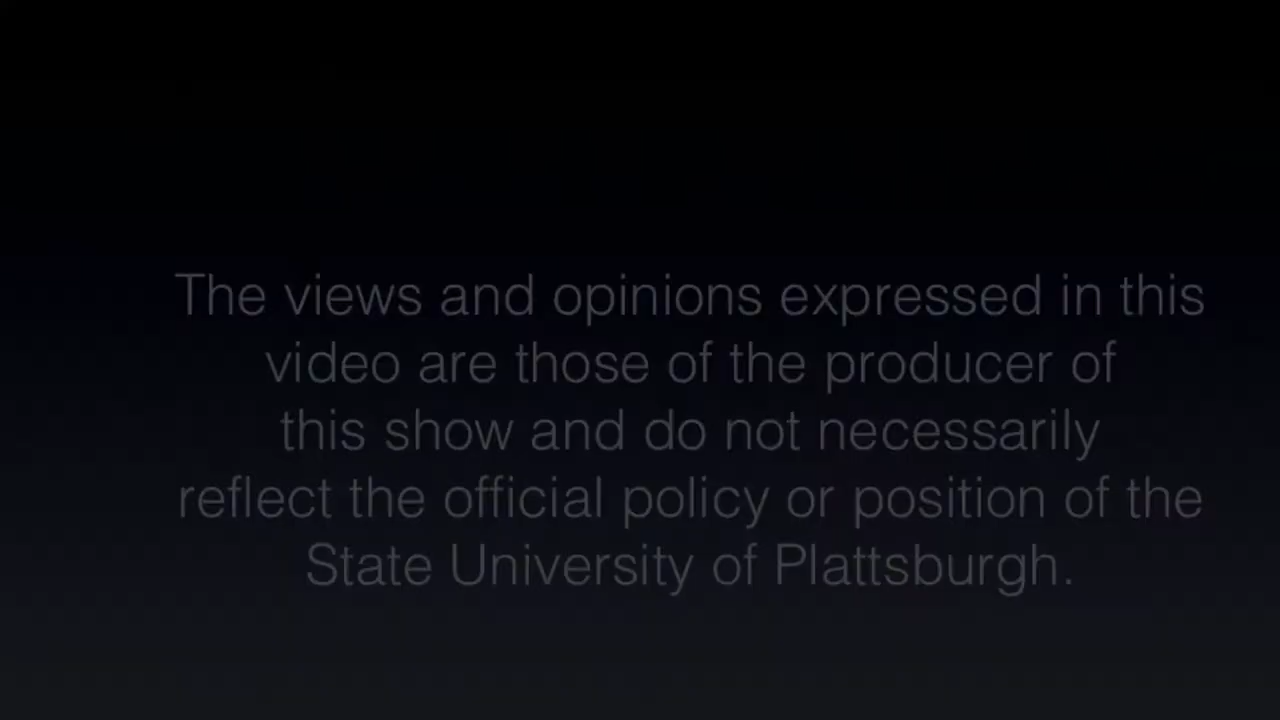 The views and opinions expressed in this
video are those of the producer of
this show and do not necessarily
reflect the official policy or position of the
State University of Plattsburgh.